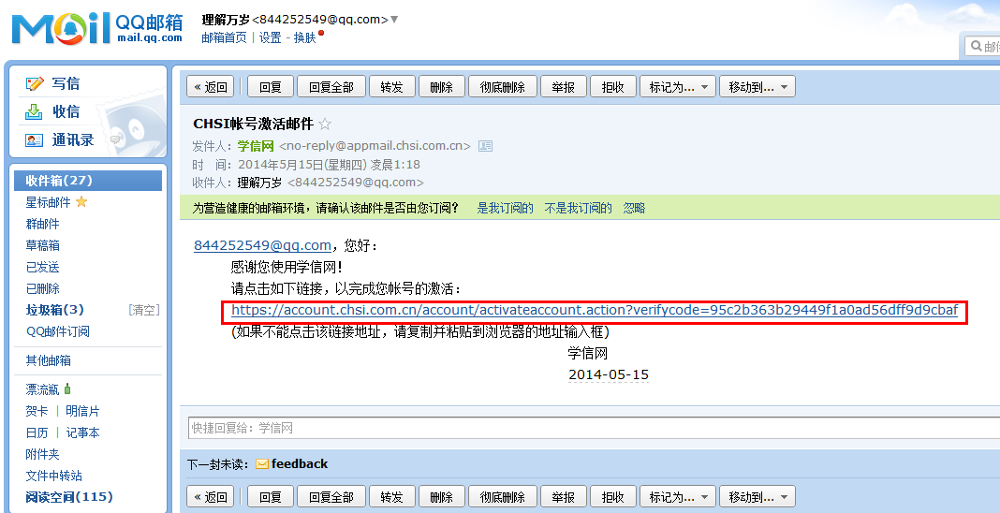 Mail QQ邮箱
mail.qq.com
理解万岁<844252549@qq.com>
邮箱首页 | 设置 - 换肤
写信
收信
通讯录
收件箱(27)
星标邮件
群邮件
草稿箱
已发送
已删除
垃圾箱(3) [清空]
QQ邮件订阅
其他邮箱
漂流瓶
贺卡 | 明信片
日历 | 记事本
附件夹
文件中转站
阅读空间(115)
« 返回 回复 回复全部 转发 删除 彻底删除 举报 拒收 标记为... 移动到...
CHSI帐号激活邮件
发件人：学信网 <no-reply@appmail.chsi.com.cn>
时 间：2014年5月15日(星期四) 凌晨1:18
收件人：理解万岁 <844252549@qq.com>
为营造健康的邮箱环境，请确认该邮件是否由您订阅？ 是我订阅的 不是我订阅的 忽略
844252549@qq.com，您好：
感谢您使用学信网！
请点击如下链接，以完成您帐号的激活：
https://account.chsi.com.cn/account/activateaccount.action?verifycode=95c2b363b29449f1a0ad56dff9d9cbaf
(如果不能点击该链接地址，请复制并粘贴到浏览器的地址输入框)
学信网
2014-05-15
快捷回复给：学信网
下一封未读： feedback
« 返回 回复 回复全部 转发 删除 彻底删除 举报 拒收 标记为... 移动到...